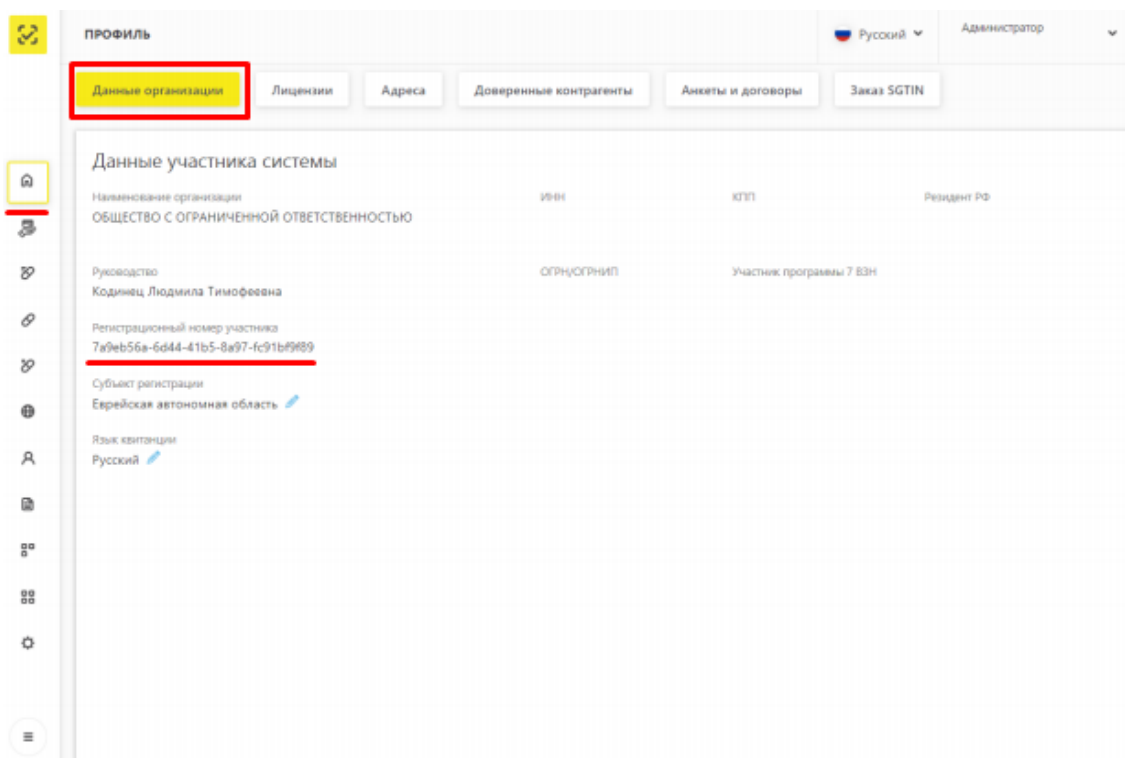 ПРОФИЛЬ
Русский
Администратор
Данные организации
Лицензии
Адреса
Доверенные контрагенты
Анкеты и договоры
Заказ SGTIN
Данные участника системы
Наименование организации
ИНН
КПП
Резидент РФ
ОБЩЕСТВО С ОГРАНИЧЕННОЙ ОТВЕТСТВЕННОСТЬЮ
Руководство
ОГРН/ОГРНИП
Участник программы 7 ВЗН
Кодинец Людмила Тимофеевна
Регистрационный номер участника
7a9eb56a-6d44-41b5-8a97-fc91bf9f89
Субъект регистрации
Еврейская автономная область
Язык квитанции
Русский